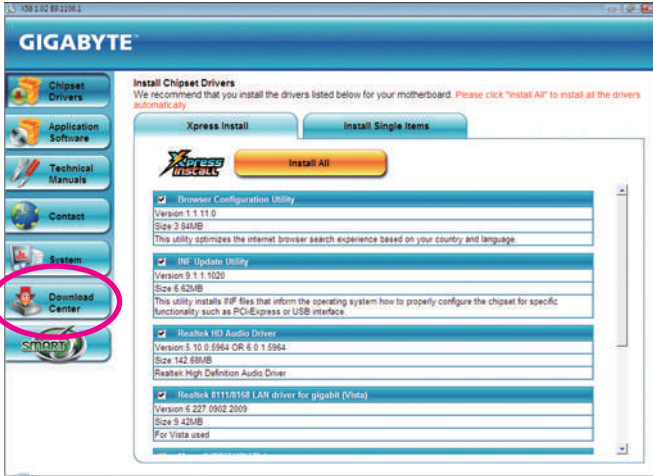 X58 1.02 B9.1106.1
GIGABYTE™
Chipset
Drivers
Application
Software
Technical
Manuals
Contact
System
Download
Center
SMART
Install Chipset Drivers
We recommend that you install the drivers listed below for your motherboard. Please click "Install All" to install all the drivers
automatically.
Xpress Install
Install Single Items
Xpress
INSTALL
Install All
Browser Configuration Utility
Version:1.1.11.0
Size:3.84MB
This utility optimizes the internet browser search experience based on your country and language.
INF Update Utility
Version:9.1.1.1020
Size:6.62MB
This utility installs INF files that inform the operating system how to properly configure the chipset for specific
functionality such as PCI-Express or USB interface.
Realtek HD Audio Driver
Version:5.10.0.5964 OR 6.0.1.5964
Size:142.68MB
Realtek High Definition Audio Driver
Realtek 8111/8168 LAN driver for gigabit (Vista)
Version:6.227.0902.2009
Size:9.42MB
For Vista used